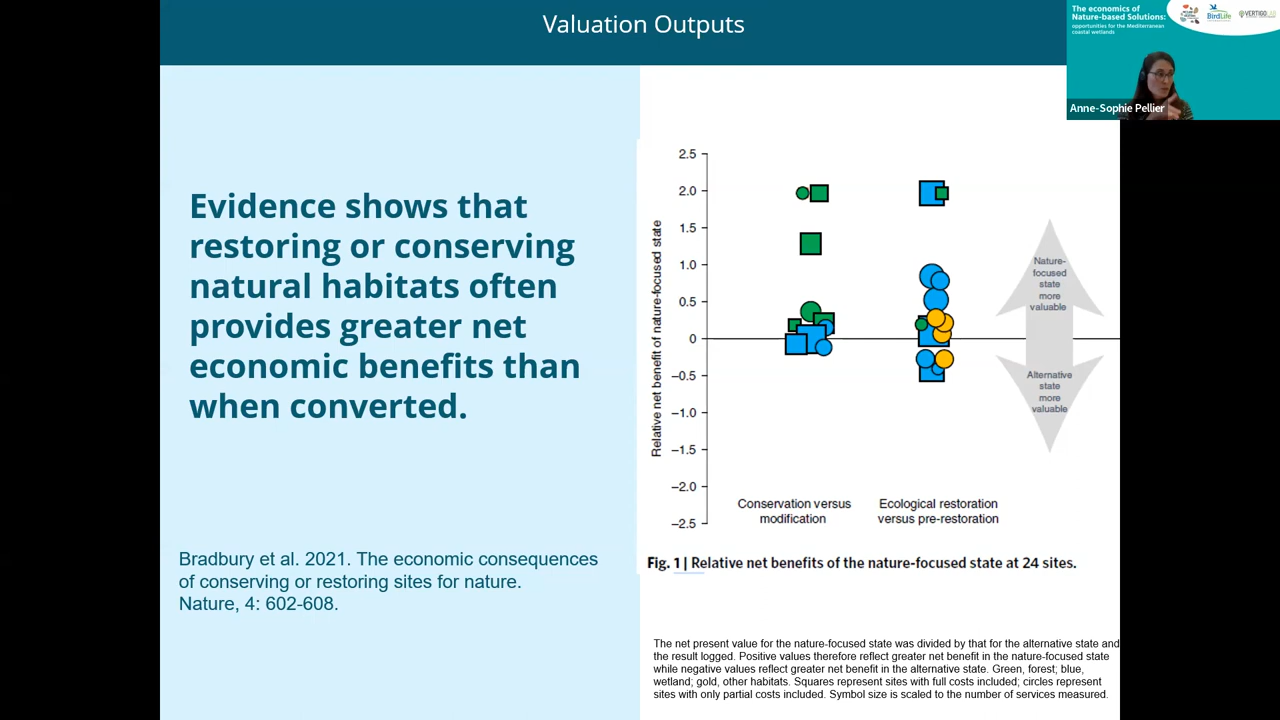 Valuation Outputs
The economics of
Nature-based Solutions:
opportunities for the Mediterranean
coastal wetlands
BirdLife
VERTIGOLAB
Anne-Sophie Pellier
Evidence shows that
restoring or conserving
natural habitats often
provides greater net
economic benefits than
when converted.
Bradbury et al. 2021. The economic consequences
of conserving or restoring sites for nature.
Nature, 4: 602-608.
Relative net benefit of nature-focused state
2.5
2.0
1.5
1.0
0.5
0
−0.5
−1.0
−1.5
−2.0
−2.5
Nature-
focused
state
more
valuable
Alternative
state
more
valuable
Conservation versus
modification
Ecological restoration
versus pre-restoration
Fig. 1 | Relative net benefits of the nature-focused state at 24 sites.
The net present value for the nature-focused state was divided by that for the alternative state and
the result logged. Positive values therefore reflect greater net benefit in the nature-focused state
while negative values reflect greater net benefit in the alternative state. Green, forest; blue,
wetland; gold, other habitats. Squares represent sites with full costs included; circles represent
sites with only partial costs included. Symbol size is scaled to the number of services measured.